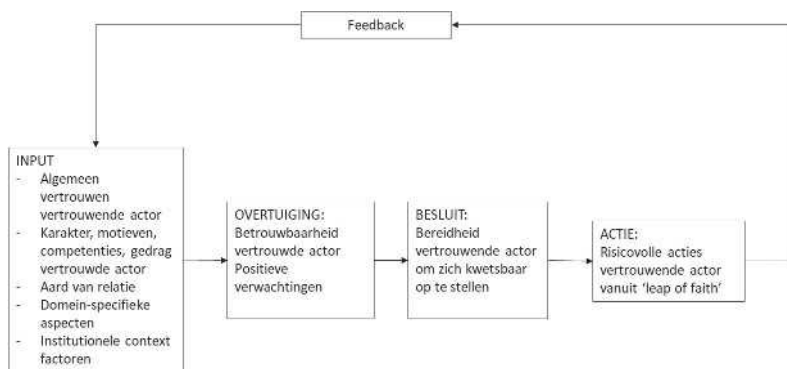 Feedback
INPUT
- Algemeen
vertrouwen
vertrouwende actor
- Karakter, motieven,
competenties, gedrag
vertrouwde actor
- Aard van relatie
- Domein-specifieke
aspecten
- Institutionele context
factoren
OVERTUIGING:
Betrouwbaarheid
vertrouwde actor
Positieve
verwachtingen
BESLUIT:
Bereidheid
vertrouwende actor
om zich kwetsbaar
op te stellen
ACTIE:
Risicovolle acties
vertrouwende actor
vanuit ‘leap of faith’